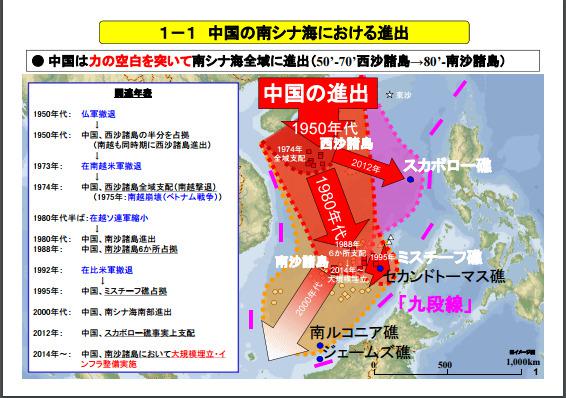 1－1 中国の南シナ海における進出
● 中国は力の空白を突いて南シナ海全域に進出(50’-70’西沙諸島→80’-南沙諸島)
関連年表
1950年代: 仏軍撤退
↓
1950年代: 中国、西沙諸島の半分を占拠
(南越も同時期に西沙諸島進出)
1973年: 在南越米軍撤退
↓
1974年: 中国、西沙諸島全域支配(南越撃退)
(1975年:南越崩壊(ベトナム戦争))
1980年代半ば:在越ソ連軍縮小
↓
1980年代: 中国、南沙諸島進出
1988年: 中国、南沙諸島6か所占拠
1992年: 在比米軍撤退
↓
1995年: 中国、ミスチーフ礁占拠
2000年代: 中国、南シナ海南部進出
2012年: 中国、スカボロー礁事実上支配
2014年～: 中国、南沙諸島において大規模埋立・イ
ンフラ整備実施
中国の進出
☆ 東沙
1950年代
西沙諸島
1974年
全域支配
2012年
スカボロー礁
1980年代
1988年
6か所支配
南沙諸島
1995年
ミスチーフ礁
2014年～
大規模埋立
セカンドトーマス礁
2000年代
「九段線」
南ルコニア礁
ジェームズ礁
※イメージ図
0 500 1,000km
1